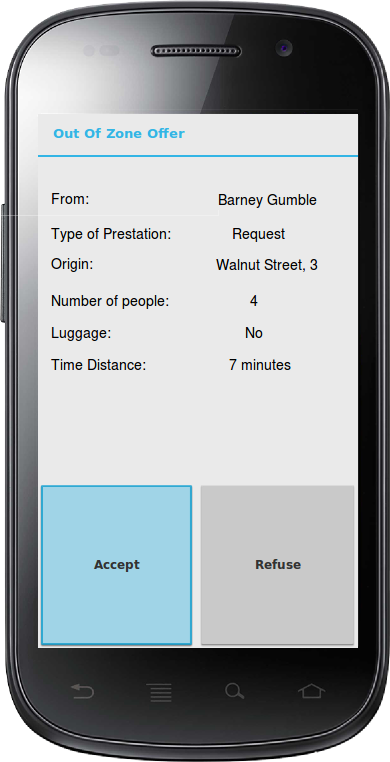 Out Of Zone Offer
From: Barney Gumble
Type of Prestation: Request
Origin: Walnut Street, 3
Number of people: 4
Luggage: No
Time Distance: 7 minutes
Accept Refuse